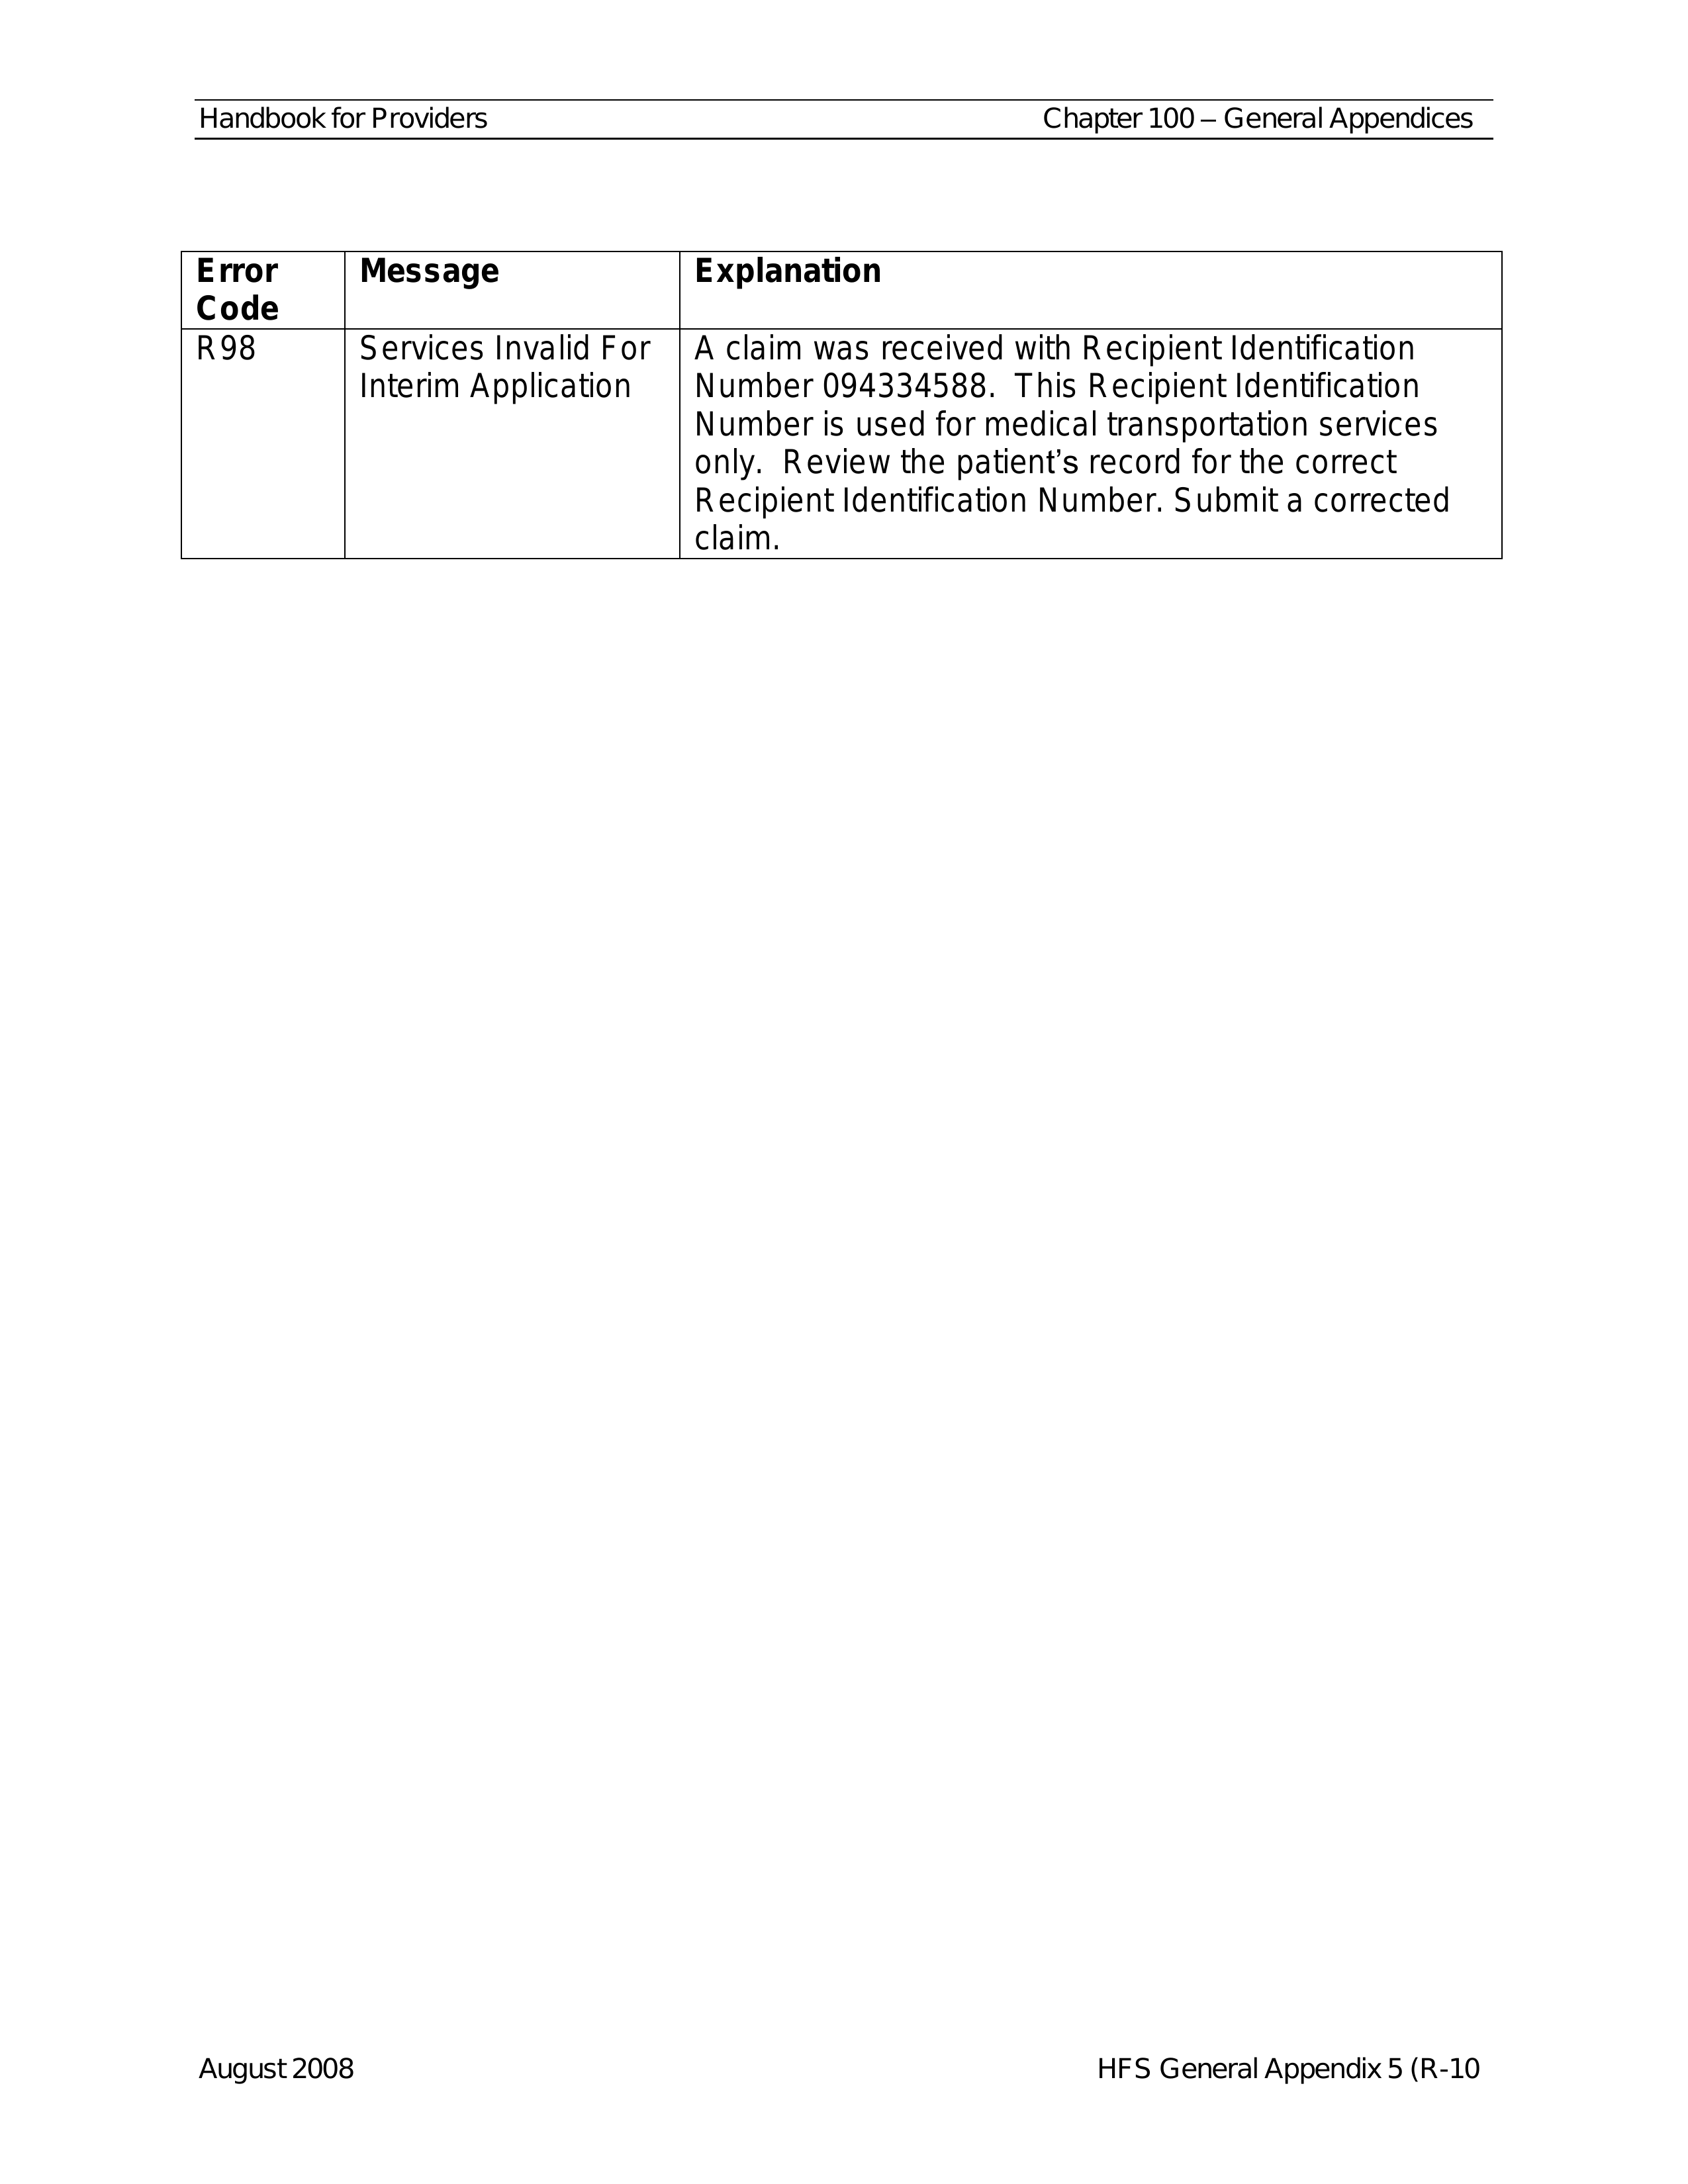 Handbook for Providers Chapter 100 – General Appendices
Error Code Message Explanation
R98 Services Invalid For Interim Application
A claim was received with Recipient Identification
Number 094334588.  This Recipient Identification
Number is used for medical transportation services
only.  Review the patient’s record for the correct
Recipient Identification Number. Submit a corrected
claim.
August 2008 HFS General Appendix 5 (R-10